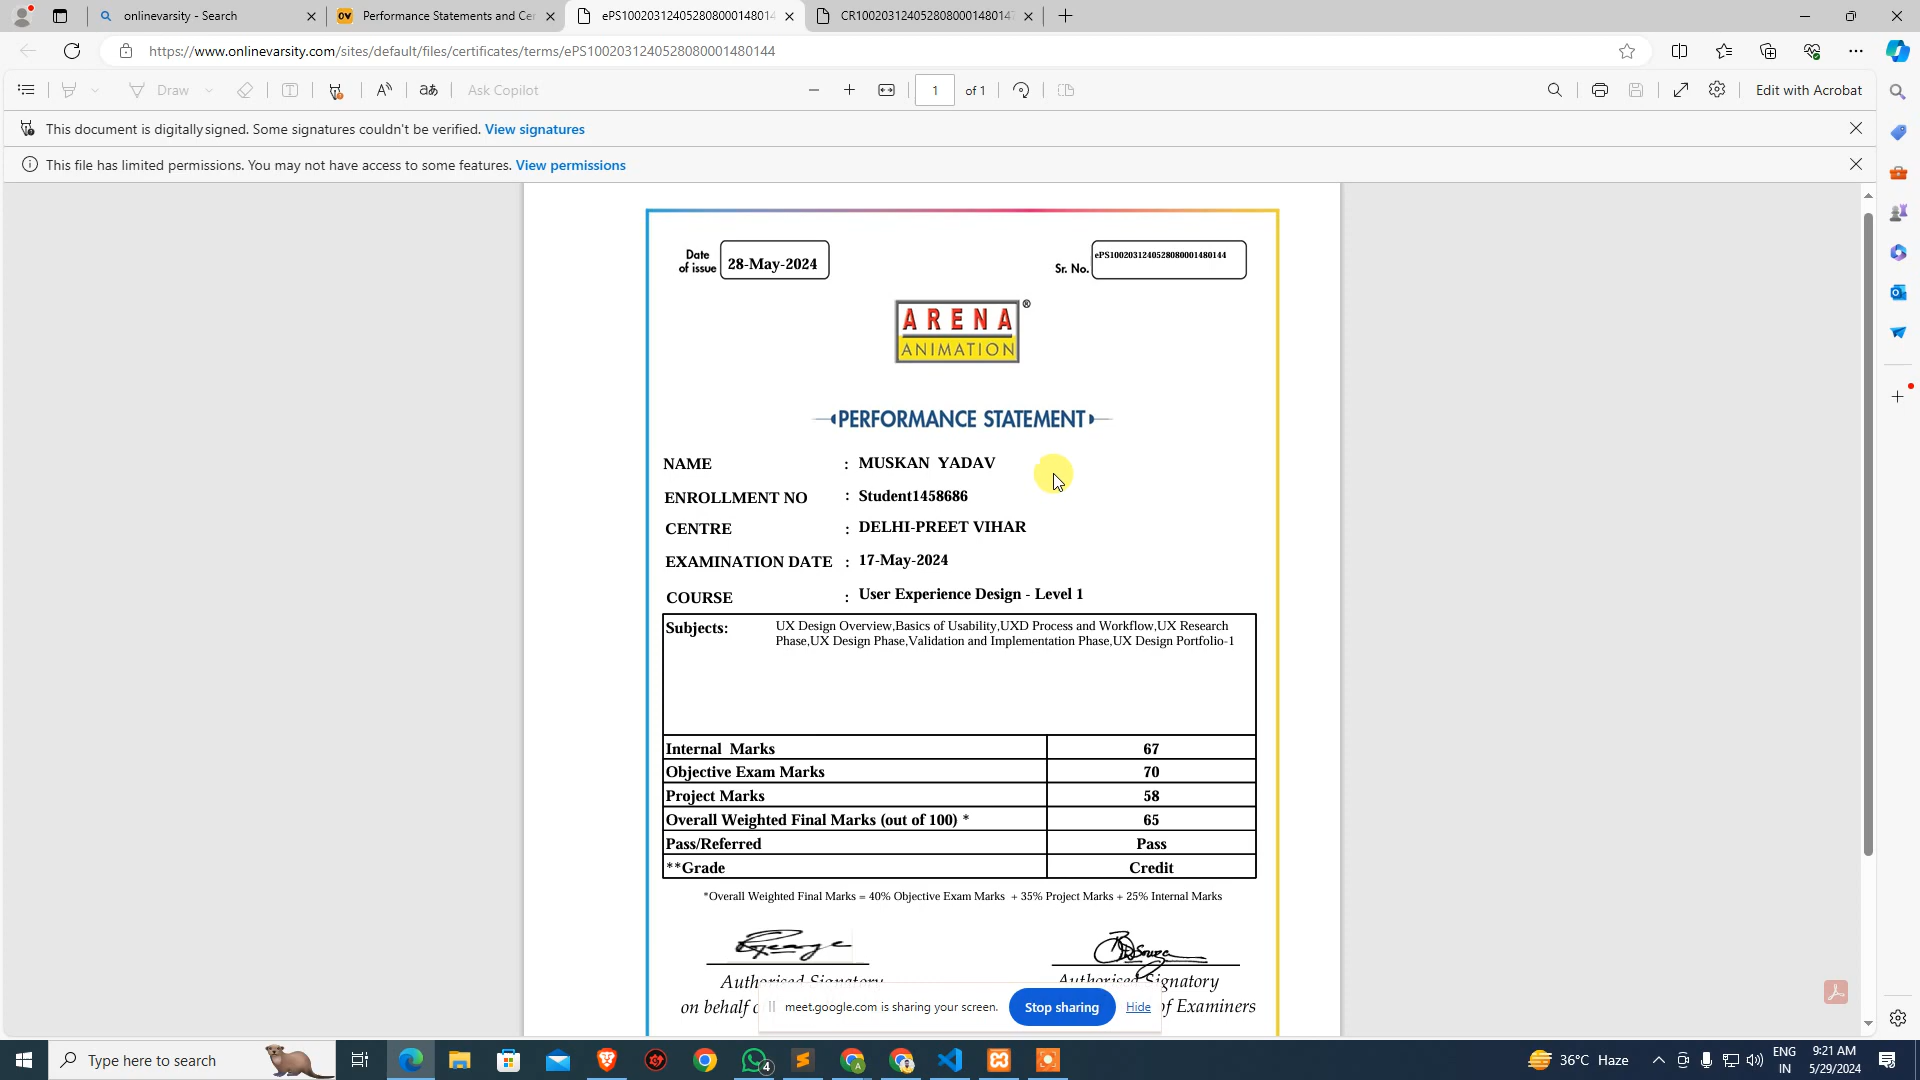 onlinevarsity - Search
Performance Statements and Cer
ePS1002031240528080001480144
CR100203124052808000148014
https://www.onlinevarsity.com/sites/default/files/certificates/terms/ePS1002031240528080001480144
Draw
Ask Copilot
1 of 1
Edit with Acrobat
This document is digitally signed. Some signatures couldn't be verified. View signatures
This file has limited permissions. You may not have access to some features. View permissions
Date of issue 28-May-2024
Sr. No. ePS1002031240528080001480144
ARENA ®
ANIMATION
PERFORMANCE STATEMENT
NAME : MUSKAN YADAV
ENROLLMENT NO : Student1458686
CENTRE : DELHI-PREET VIHAR
EXAMINATION DATE : 17-May-2024
COURSE : User Experience Design - Level 1
Subjects: UX Design Overview,Basics of Usability,UXD Process and Workflow,UX Research
Phase,UX Design Phase,Validation and Implementation Phase,UX Design Portfolio-1
Internal Marks 67
Objective Exam Marks 70
Project Marks 58
Overall Weighted Final Marks (out of 100) * 65
Pass/Referred Pass
**Grade Credit
*Overall Weighted Final Marks = 40% Objective Exam Marks + 35% Project Marks + 25% Internal Marks
Authorised Signatory Authorised Signatory
on behalf of Examiners
meet.google.com is sharing your screen. Stop sharing Hide
Type here to search
4
36°C Haze
ENG
IN
9:21 AM
5/29/2024